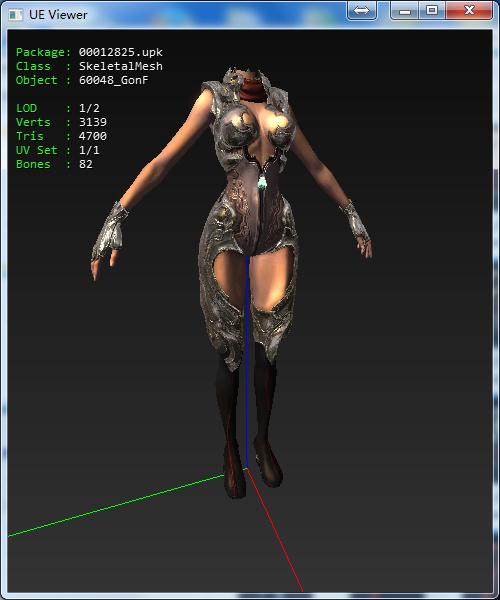 UE Viewer
Package: 00012825.upk
Class : SkeletalMesh
Object : 60048_GonF
LOD : 1/2
Verts : 3139
Tris : 4700
UV Set : 1/1
Bones : 82